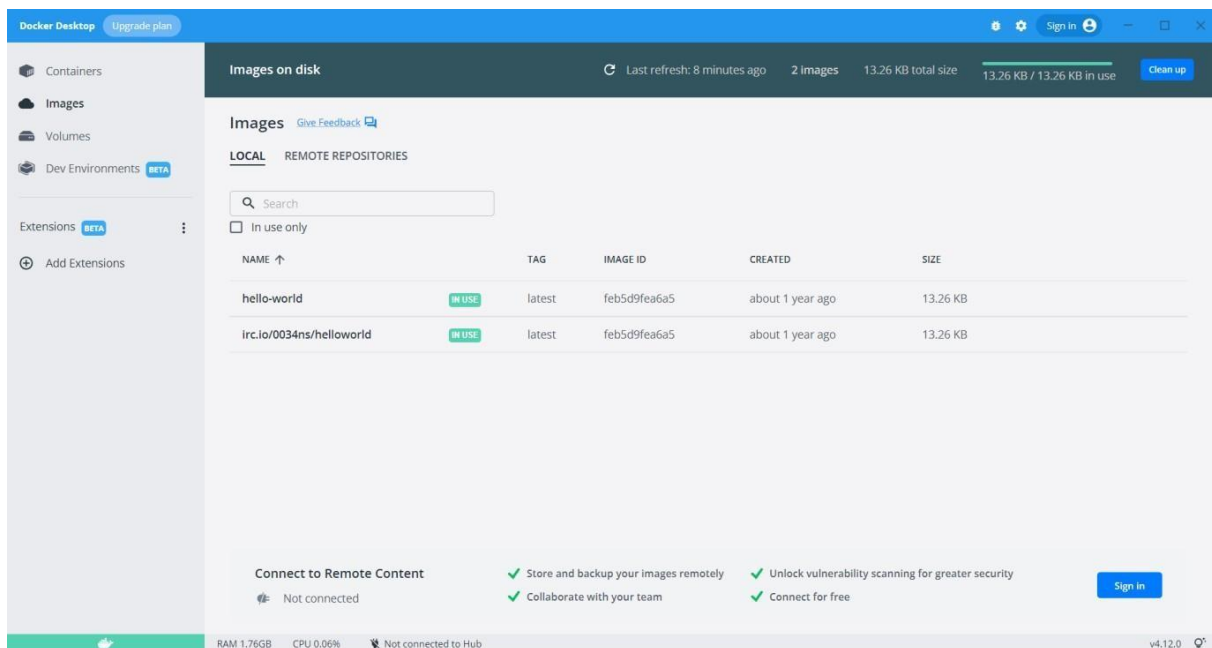 Docker Desktop Upgrade plan Sign in
Containers
Images
Volumes
Dev Environments BETA
Extensions BETA
Add Extensions
Images on disk Last refresh: 8 minutes ago 2 images 13.26 KB total size 13.26 KB / 13.26 KB in use Clean up
Images Give Feedback
LOCAL REMOTE REPOSITORIES
Search
In use only
NAME TAG IMAGE ID CREATED SIZE
hello-world IN USE latest feb5d9fea6a5 about 1 year ago 13.26 KB
irc.io/0034ns/helloworld IN USE latest feb5d9fea6a5 about 1 year ago 13.26 KB
Connect to Remote Content
Not connected
Store and backup your images remotely
Collaborate with your team
Unlock vulnerability scanning for greater security
Connect for free
Sign in
RAM 1.76GB CPU 0.06% Not connected to Hub v4.12.0